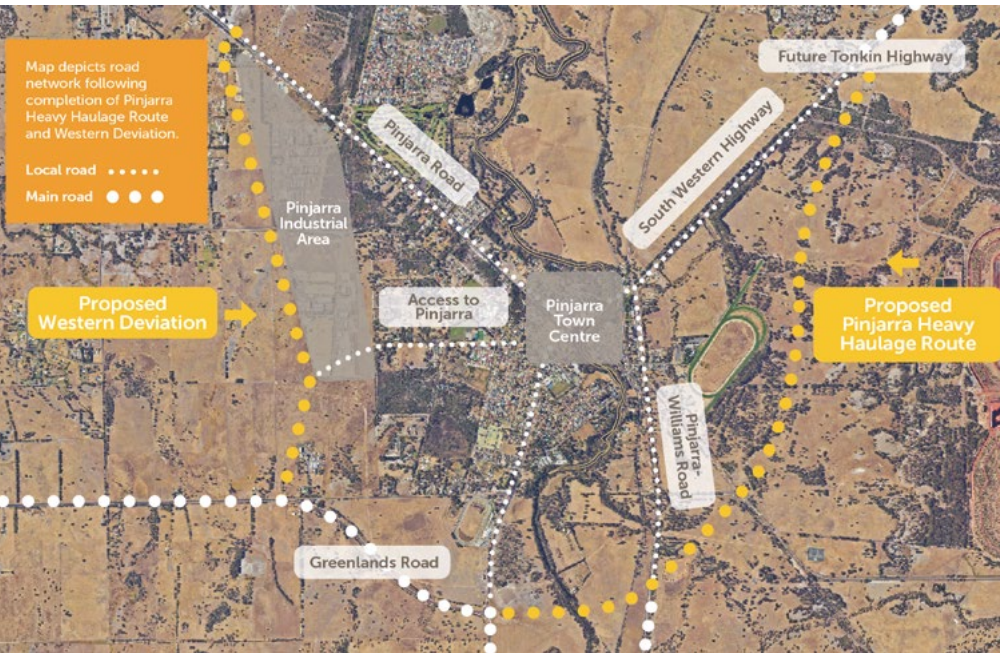 Map depicts road
network following
completion of Pinjarra
Heavy Haulage Route
and Western Deviation.
Local road
Main road
Future Tonkin Highway
Pinjarra Road
South Western Highway
Pinjarra
Industrial
Area
Proposed
Western Deviation
Access to
Pinjarra
Pinjarra
Town
Centre
Proposed
Pinjarra Heavy
Haulage Route
Pinjarra-
Williams Road
Greenlands Road